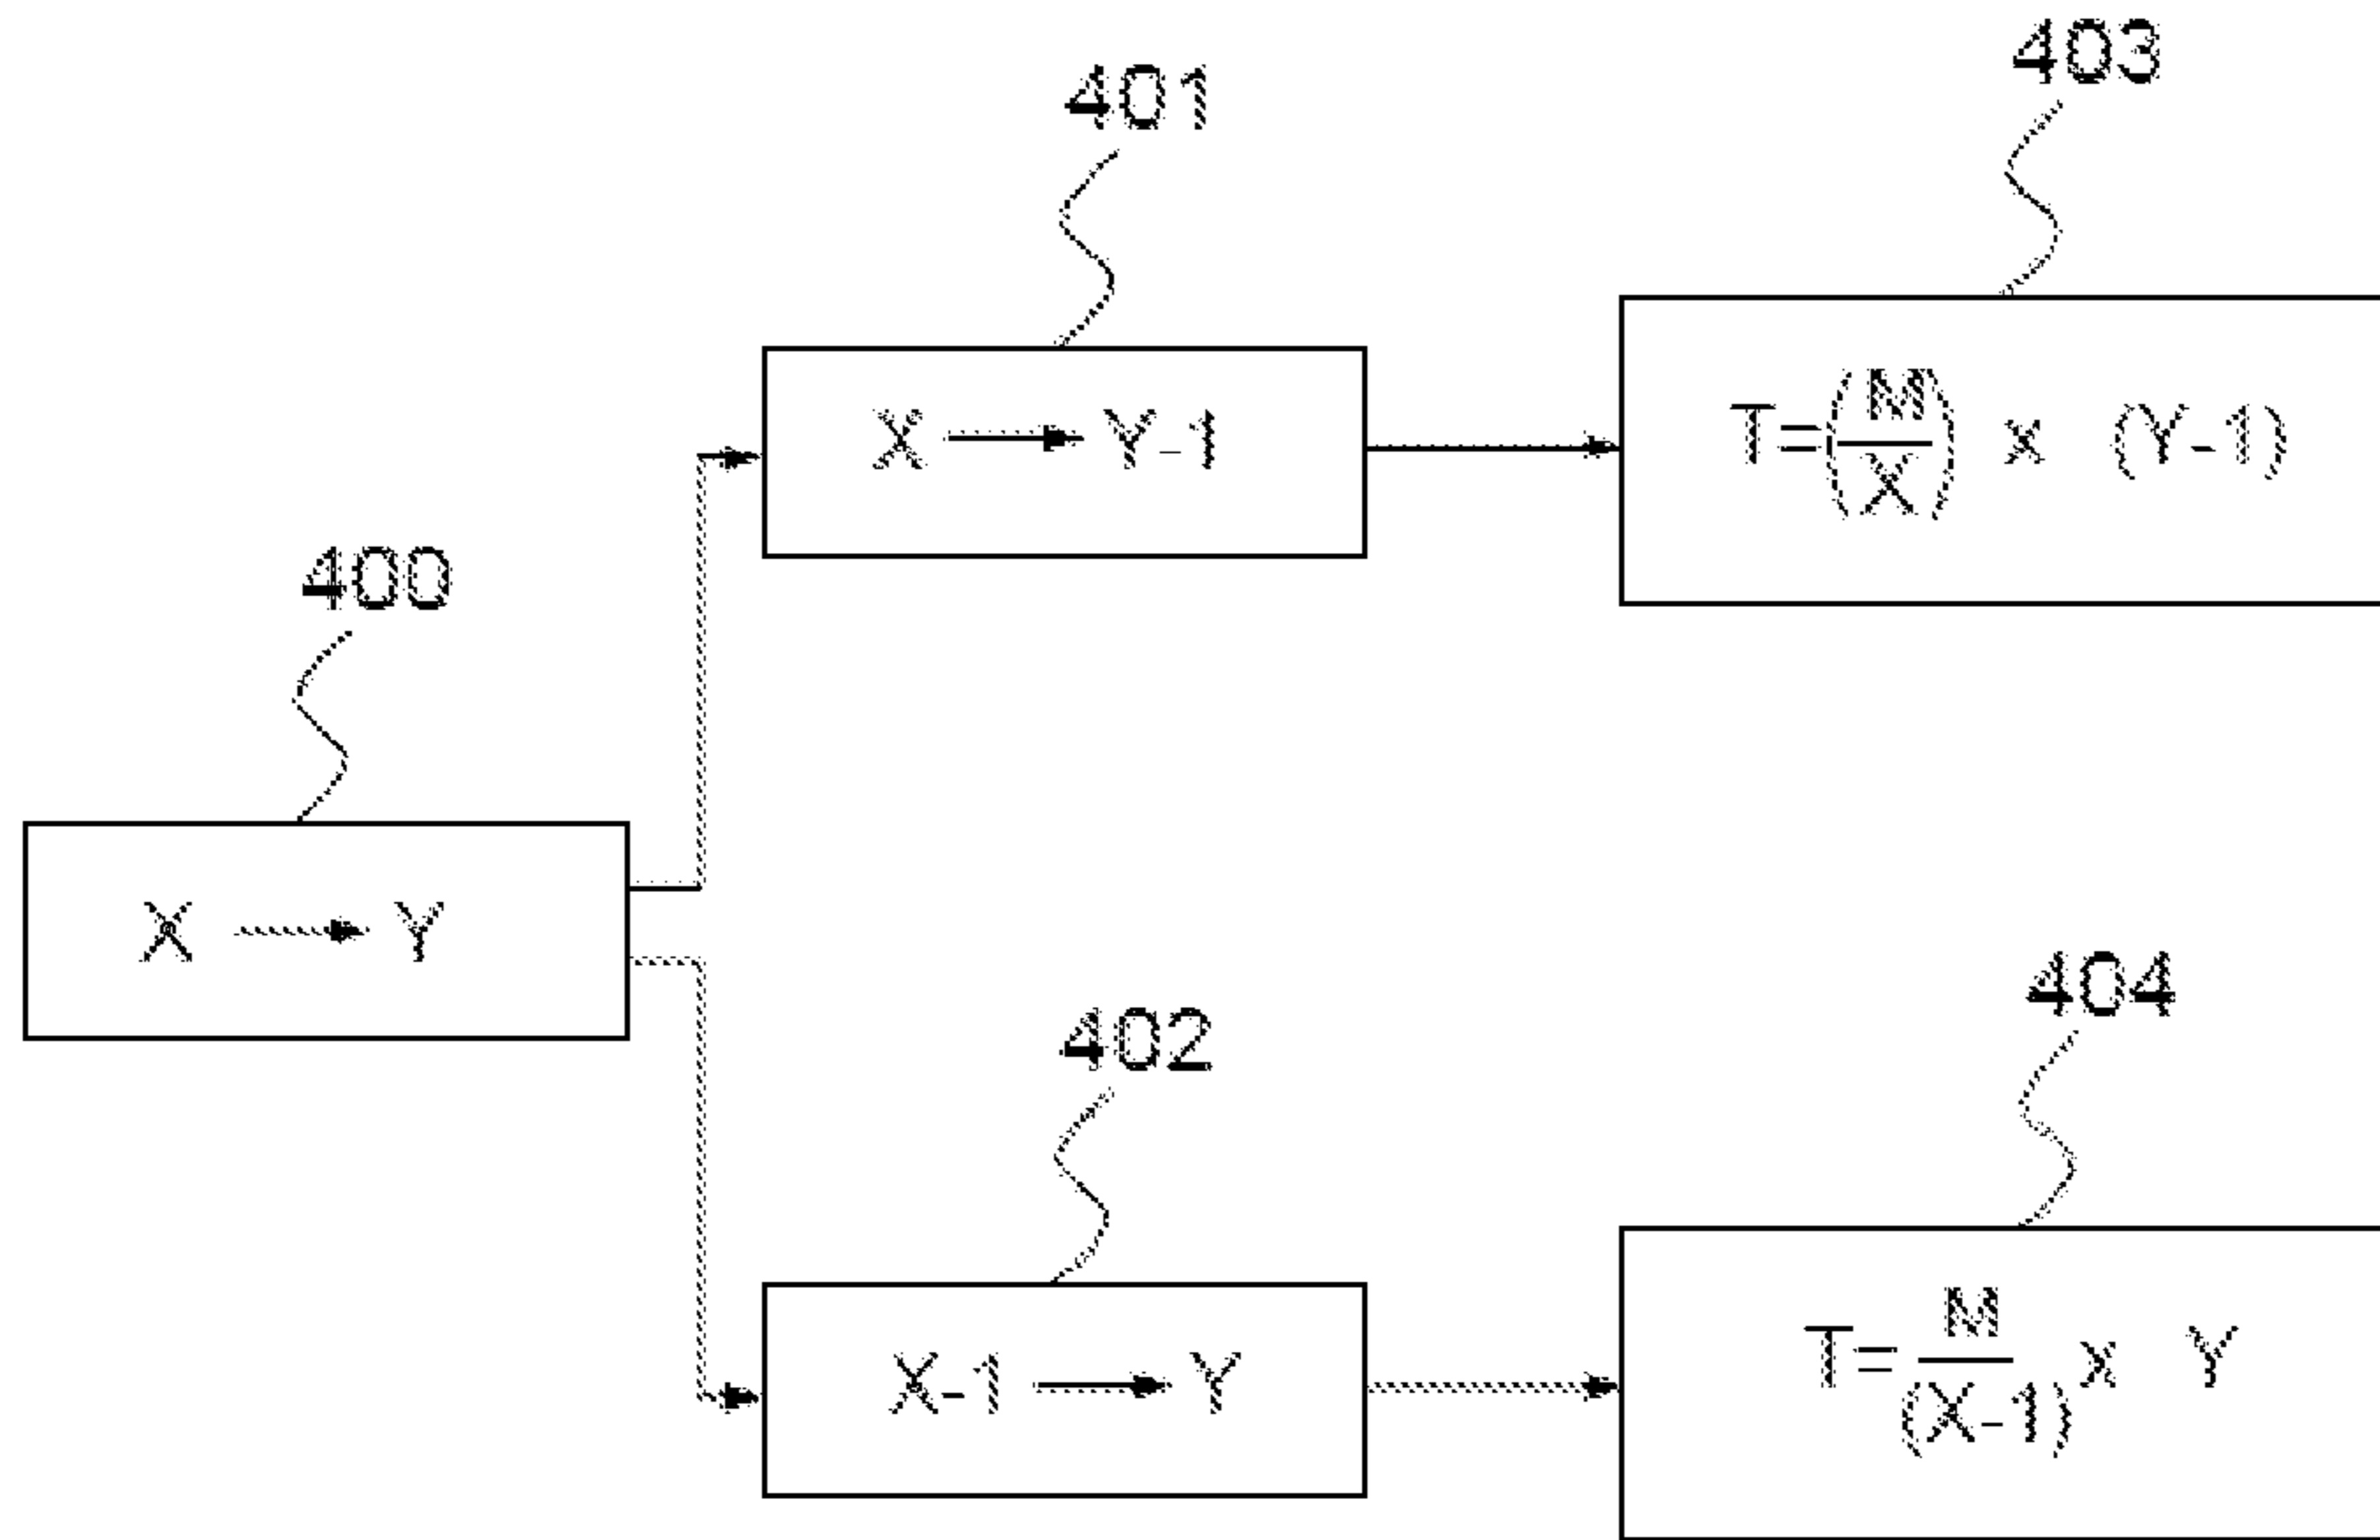 403
401
T=(M/X) x (Y-1)
X → Y-1
400
X → Y
404
402
T= M/(X-1) x Y
X-1 → Y